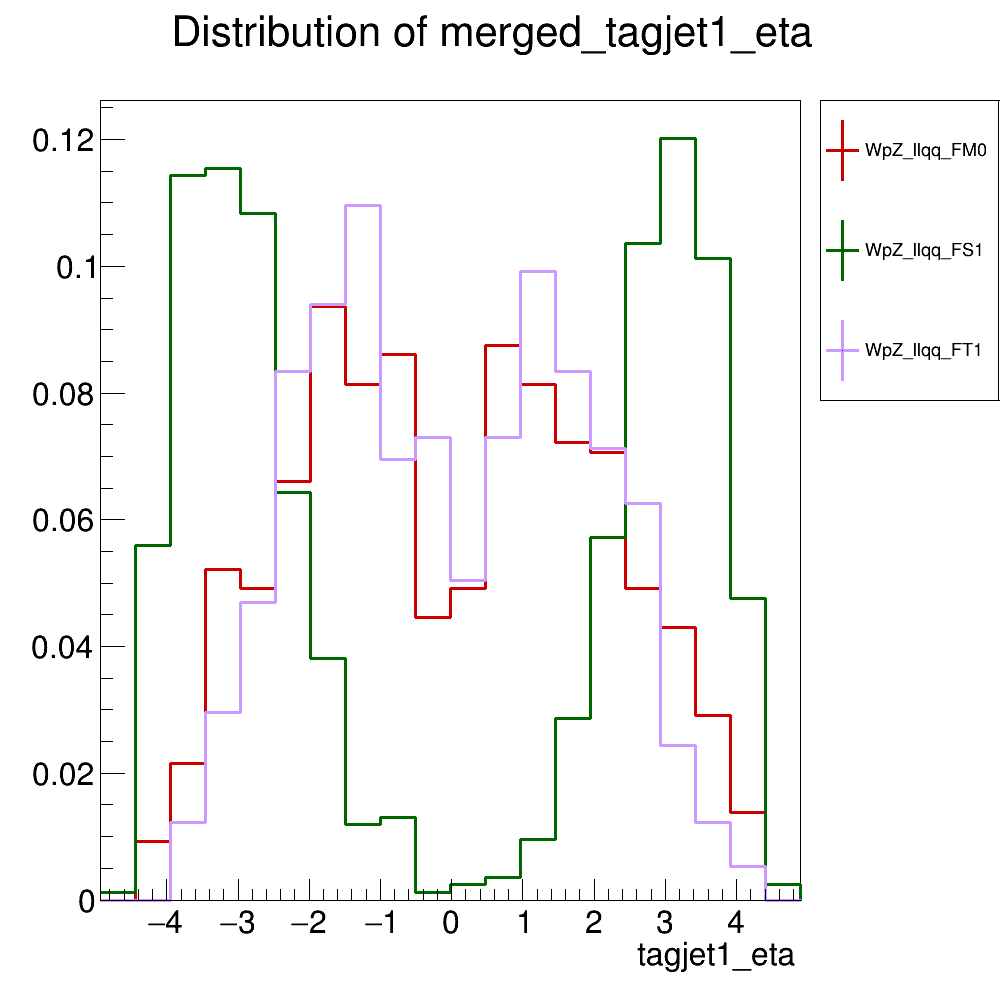 Distribution of merged_tagjet1_eta
0.12
0.1
0.08
0.06
0.04
0.02
0
−4 −3 −2 −1 0 1 2 3 4
tagjet1_eta
WpZ_llqq_FM0
WpZ_llqq_FS1
WpZ_llqq_FT1